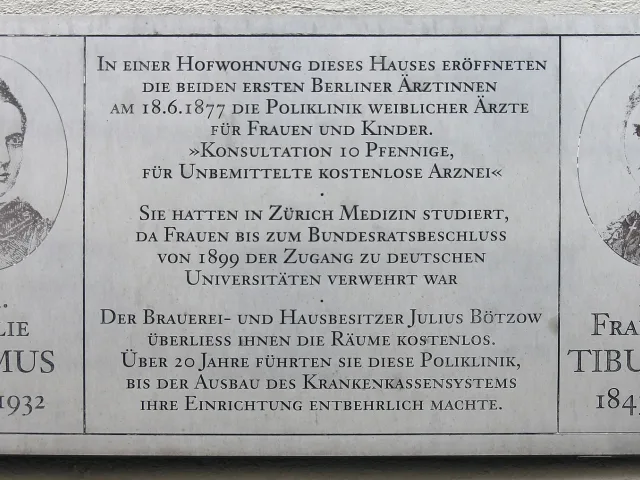 In einer Hofwohnung dieses Hauses eröffneten
die beiden ersten Berliner Ärztinnen
am 18.6.1877 die Poliklinik weiblicher Ärzte
für Frauen und Kinder.
»Konsultation 10 Pfennige,
für Unbemittelte kostenlose Arznei«
·
Sie hatten in Zürich Medizin studiert,
da Frauen bis zum Bundesratsbeschluss
von 1899 der Zugang zu deutschen
Universitäten verwehrt war
·
Der Brauerei- und Hausbesitzer Julius Bötzow
überliess ihnen die Räume kostenlos.
Über 20 Jahre führten sie diese Poliklinik,
bis der Ausbau des Krankenkassensystems
ihre Einrichtung entbehrlich machte.
lie
mus
1932
Fra
Tibu
184